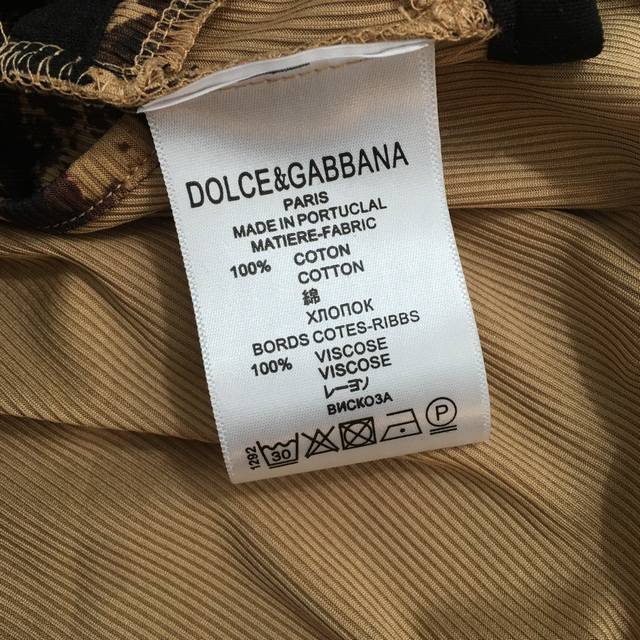 DOLCE&GABBANA
PARIS
MADE IN PORTUCLAL
MATIERE-FABRIC
100% COTON
COTTON
綿
ХЛОПОК
BORDS COTES-RIBBS
100% VISCOSE
VISCOSE
レーヨン
ВИСКОЗА
1292 30 P